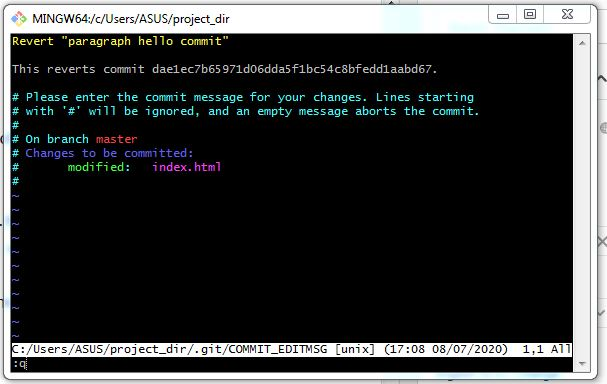 MINGW64:/c/Users/ASUS/project_dir
Revert "paragraph hello commit"
This reverts commit dae1ec7b65971d06dda5f1bc54c8bfedd1aabd67.
# Please enter the commit message for your changes. Lines starting
# with '#' will be ignored, and an empty message aborts the commit.
#
# On branch master
# Changes to be committed:
#       modified:   index.html
#
~
~
~
~
~
~
~
~
~
~
~
C:/Users/ASUS/project_dir/.git/COMMIT_EDITMSG [unix] (17:08 08/07/2020)  1,1 All
:q